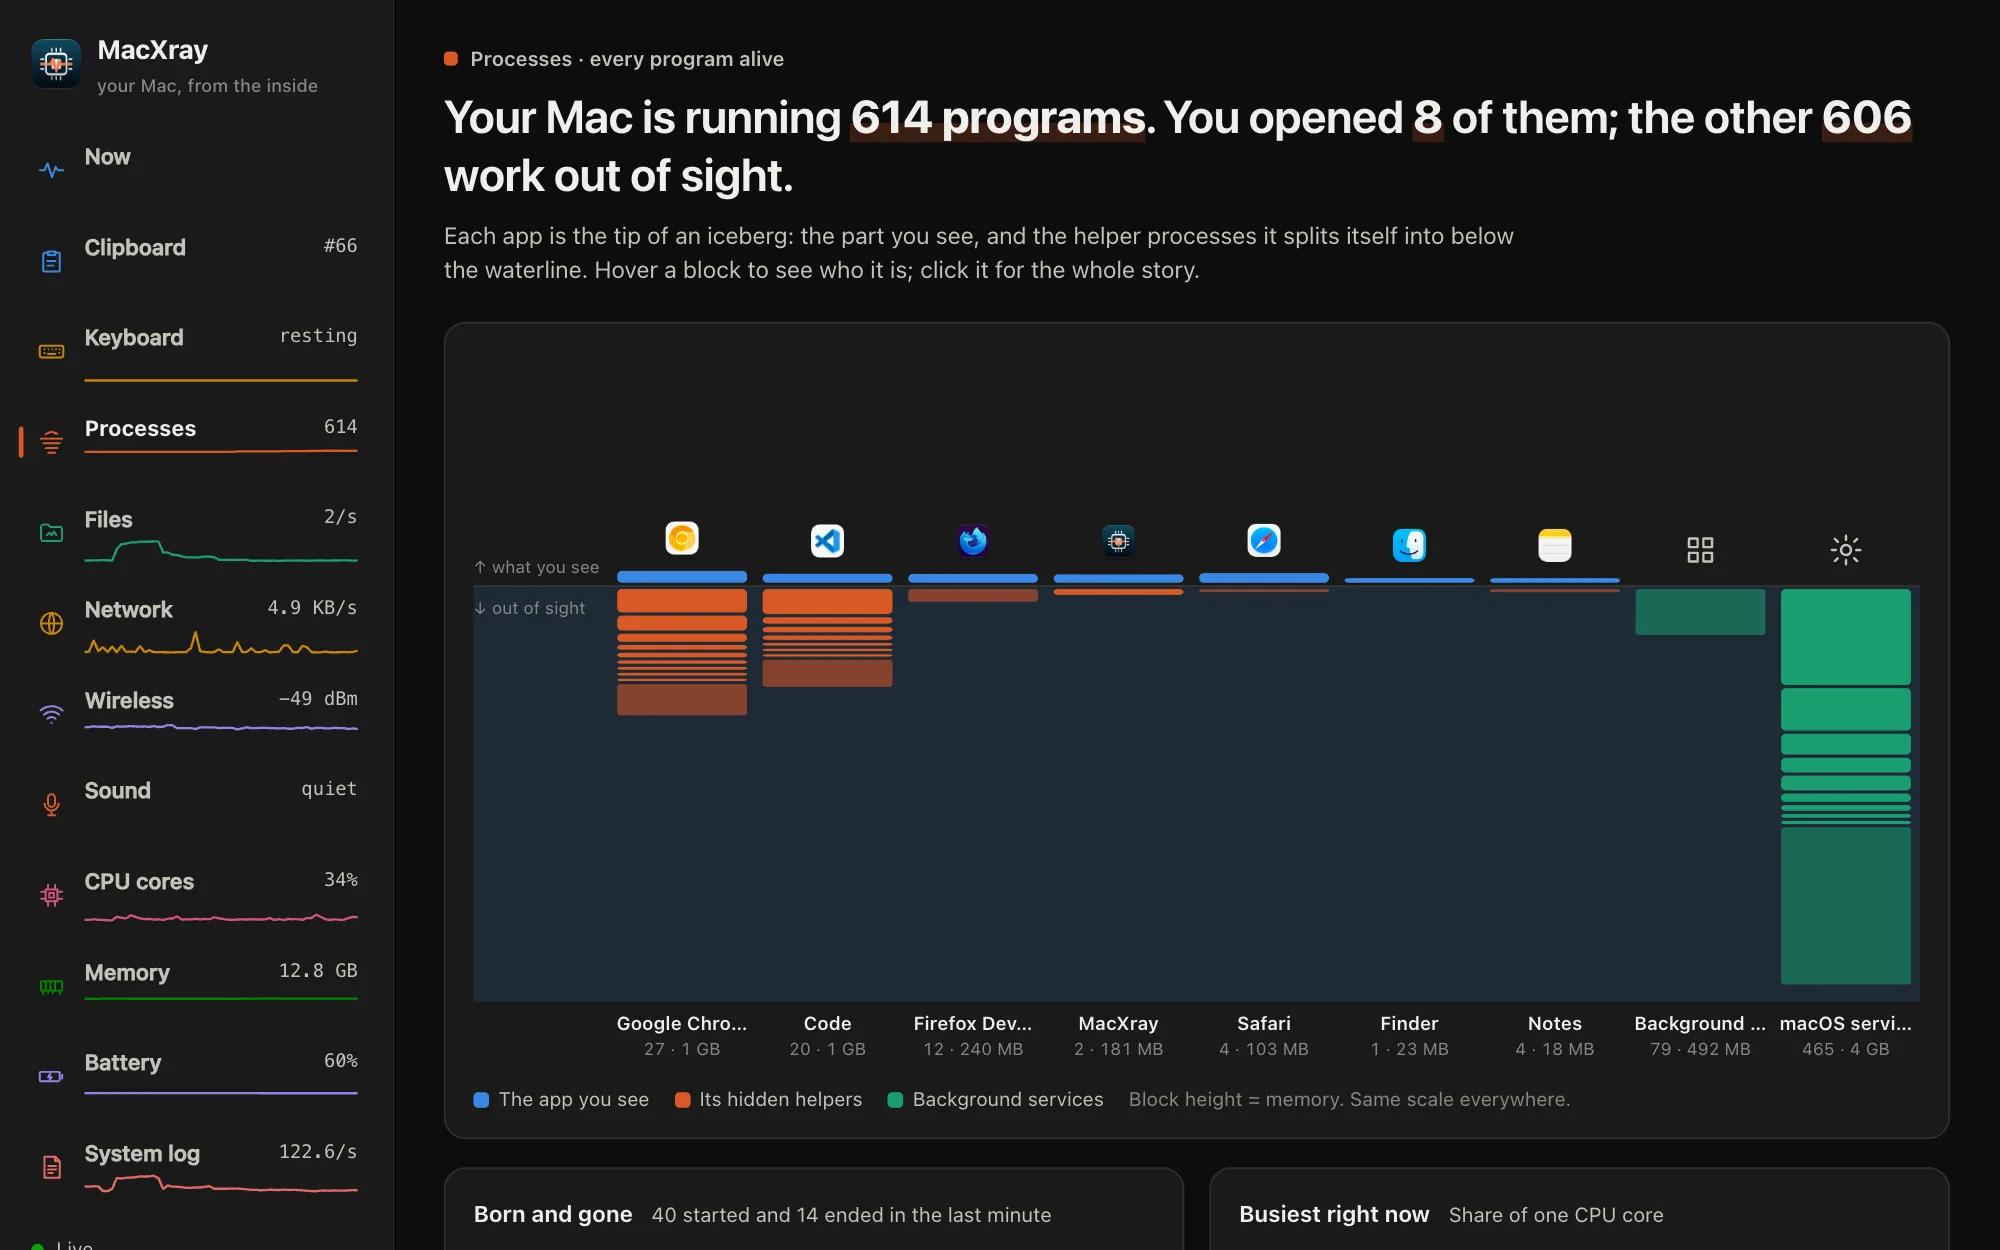 MacXray
your Mac, from the inside
Now
Clipboard #66
Keyboard resting
Processes 614
Files 2/s
Network 4.9 KB/s
Wireless −49 dBm
Sound quiet
CPU cores 34%
Memory 12.8 GB
Battery 60%
System log 122.6/s
Live
Processes · every program alive
Your Mac is running 614 programs. You opened 8 of them; the other 606
work out of sight.
Each app is the tip of an iceberg: the part you see, and the helper processes it splits itself into below
the waterline. Hover a block to see who it is; click it for the whole story.
↑ what you see
↓ out of sight
Google Chro... Code Firefox Dev... MacXray Safari Finder Notes Background ... macOS servi...
27 · 1 GB 20 · 1 GB 12 · 240 MB 2 · 181 MB 4 · 103 MB 1 · 23 MB 4 · 18 MB 79 · 492 MB 465 · 4 GB
The app you see Its hidden helpers Background services Block height = memory. Same scale everywhere.
Born and gone 40 started and 14 ended in the last minute
Busiest right now Share of one CPU core